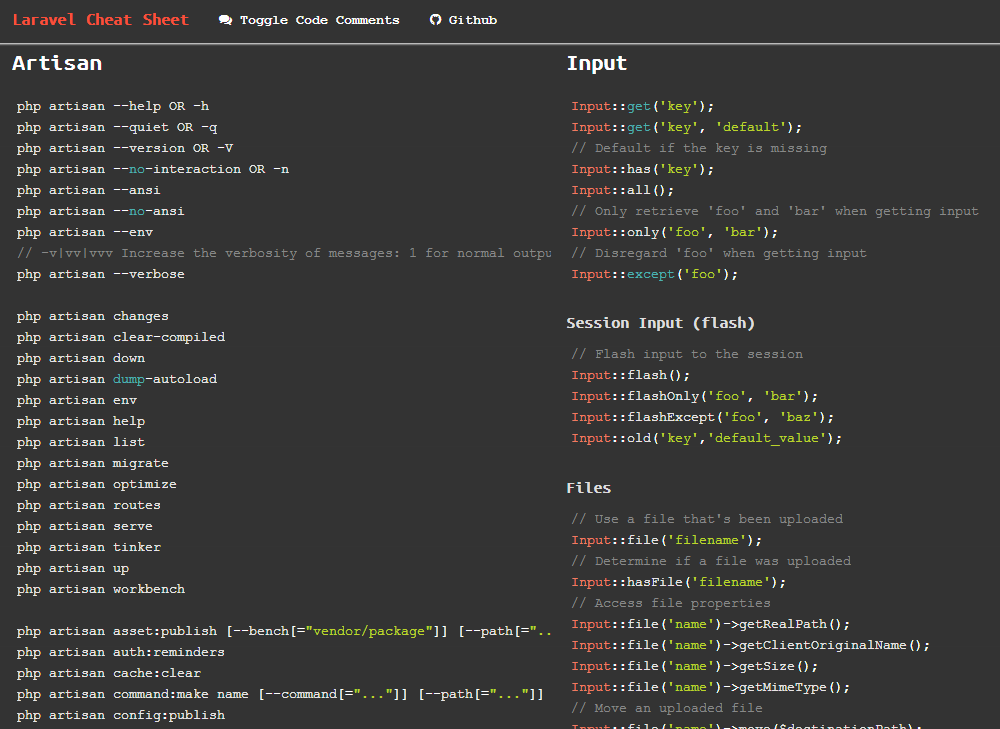 Laravel Cheat Sheet
Toggle Code Comments
Github
Artisan
php artisan --help OR -h
php artisan --quiet OR -q
php artisan --version OR -V
php artisan --no-interaction OR -n
php artisan --ansi
php artisan --no-ansi
php artisan --env
// -v|vv|vvv Increase the verbosity of messages: 1 for normal outpu
php artisan --verbose
php artisan changes
php artisan clear-compiled
php artisan down
php artisan dump-autoload
php artisan env
php artisan help
php artisan list
php artisan migrate
php artisan optimize
php artisan routes
php artisan serve
php artisan tinker
php artisan up
php artisan workbench
php artisan asset:publish [--bench[="vendor/package"]] [--path[="..
php artisan auth:reminders
php artisan cache:clear
php artisan command:make name [--command[="..."]] [--path[="..."]]
php artisan config:publish
Input
Input::get('key');
Input::get('key', 'default');
// Default if the key is missing
Input::has('key');
Input::all();
// Only retrieve 'foo' and 'bar' when getting input
Input::only('foo', 'bar');
// Disregard 'foo' when getting input
Input::except('foo');
Session Input (flash)
// Flash input to the session
Input::flash();
Input::flashOnly('foo', 'bar');
Input::flashExcept('foo', 'baz');
Input::old('key','default_value');
Files
// Use a file that's been uploaded
Input::file('filename');
// Determine if a file was uploaded
Input::hasFile('filename');
// Access file properties
Input::file('name')->getRealPath();
Input::file('name')->getClientOriginalName();
Input::file('name')->getSize();
Input::file('name')->getMimeType();
// Move an uploaded file
Input::file('name')->move($destinationPath);